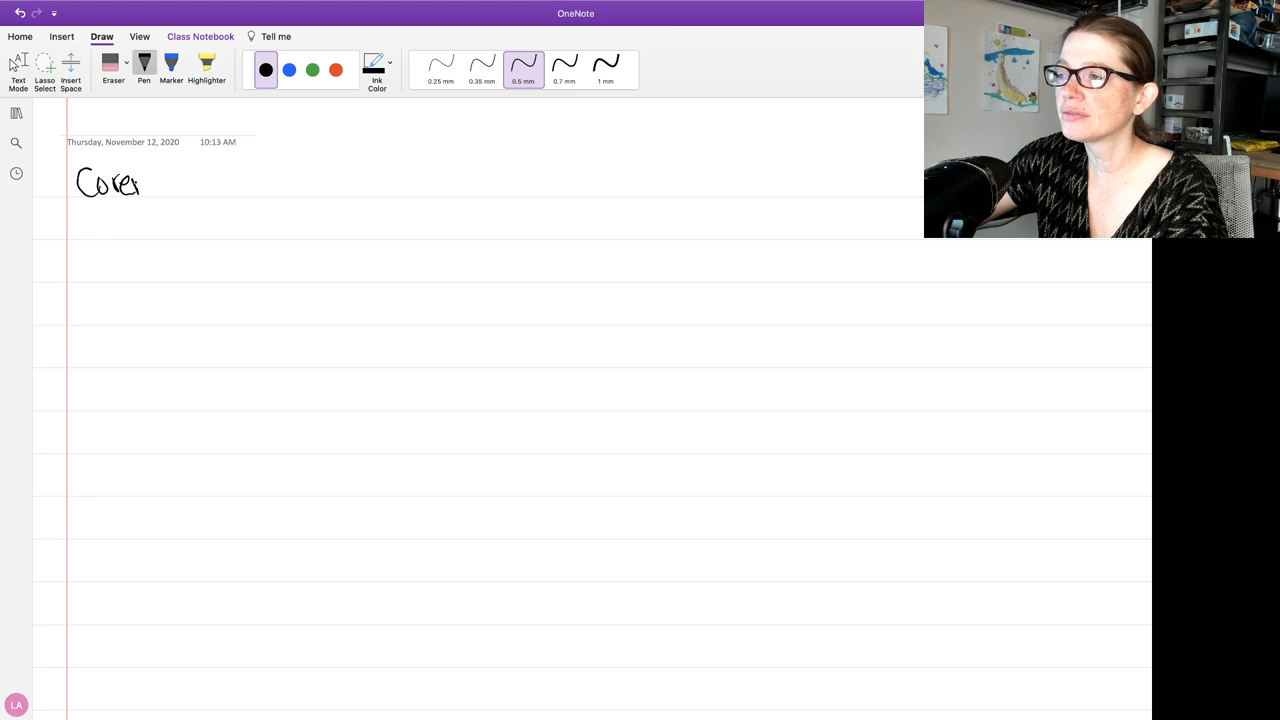 OneNote
Home Insert Draw View Class Notebook Tell me
Text Mode Lasso Select Insert Space Eraser Pen Marker Highlighter Ink Color 0.25 mm 0.35 mm 0.5 mm 0.7 mm 1 mm
Thursday, November 12, 2020 10:13 AM
Cover
LA